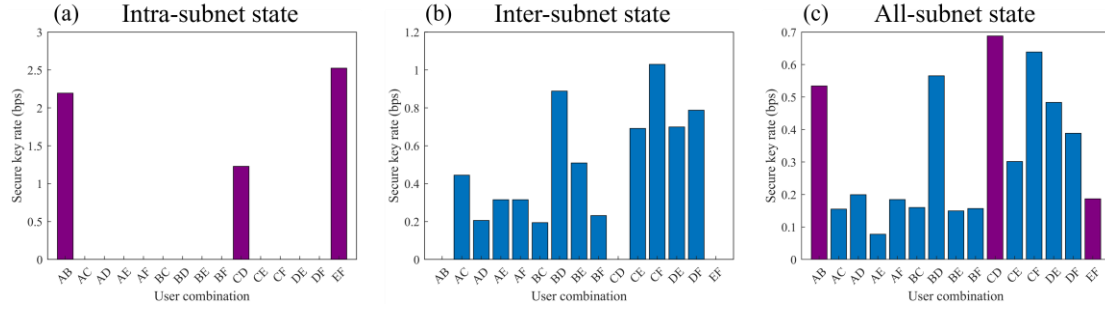 (a) Intra-subnet state
Secure key rate (bps)
3
2.5
2
1.5
1
0.5
0
AB AC AD AE AF BC BD BE BF CD CE CF DE DF EF
User combination
(b) Inter-subnet state
Secure key rate (bps)
1.2
1
0.8
0.6
0.4
0.2
0
AB AC AD AE AF BC BD BE BF CD CE CF DE DF EF
User combination
(c) All-subnet state
Secure key rate (bps)
0.7
0.6
0.5
0.4
0.3
0.2
0.1
0
AB AC AD AE AF BC BD BE BF CD CE CF DE DF EF
User combination